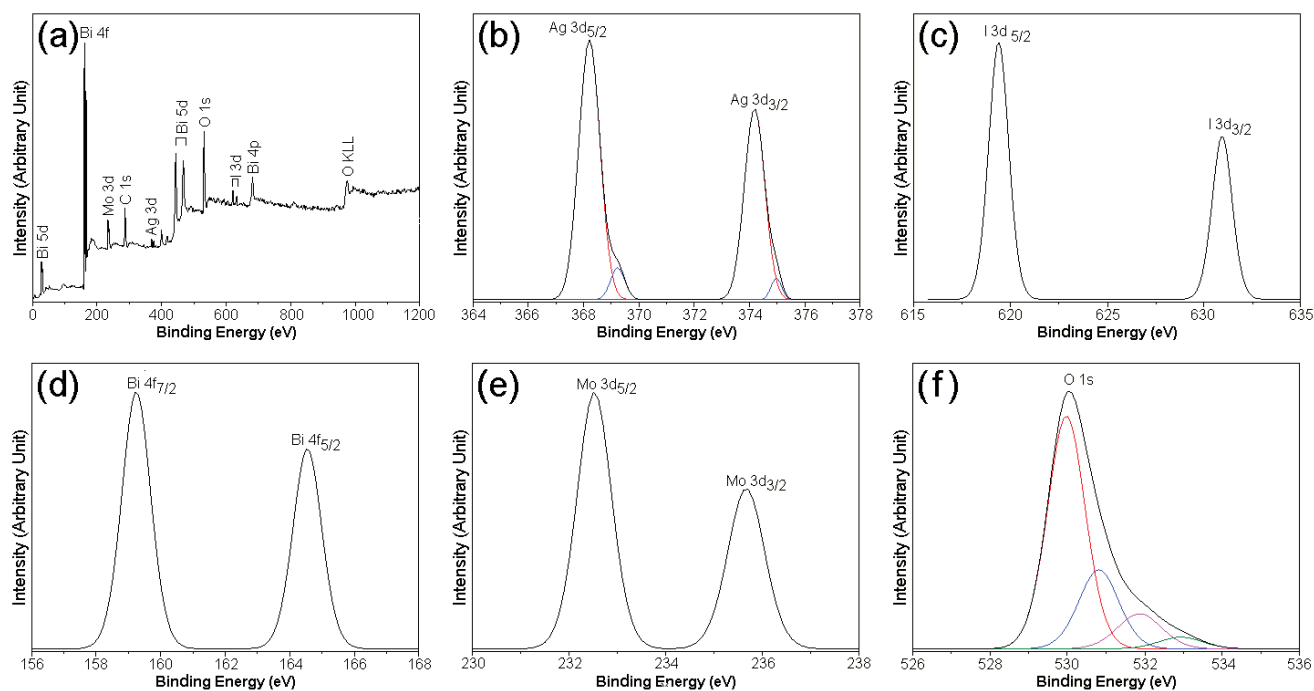 (a)
Bi 4f
Bi 5d
Mo 3d
C 1s
Ag 3d
Bi 5d
O 1s
I 3d
Bi 4p
O KLL
Intensity (Arbitrary Unit)
0 200 400 600 800 1000 1200
Binding Energy (eV)
(b)
Ag 3d5/2
Ag 3d3/2
Intensity (Arbitrary Unit)
364 366 368 370 372 374 376 378
Binding Energy (eV)
(c)
I 3d 5/2
I 3d3/2
Intensity (Arbitrary Unit)
615 620 625 630 635
Binding Energy (eV)
(d)
Bi 4f7/2
Bi 4f5/2
Intensity (Arbitrary Unit)
156 158 160 162 164 166 168
Binding Energy (eV)
(e)
Mo 3d5/2
Mo 3d3/2
Intensity (Arbitrary Unit)
230 232 234 236 238
Binding Energy (eV)
(f)
O 1s
Intensity (Arbitrary Unit)
526 528 530 532 534 536
Binding Energy (eV)